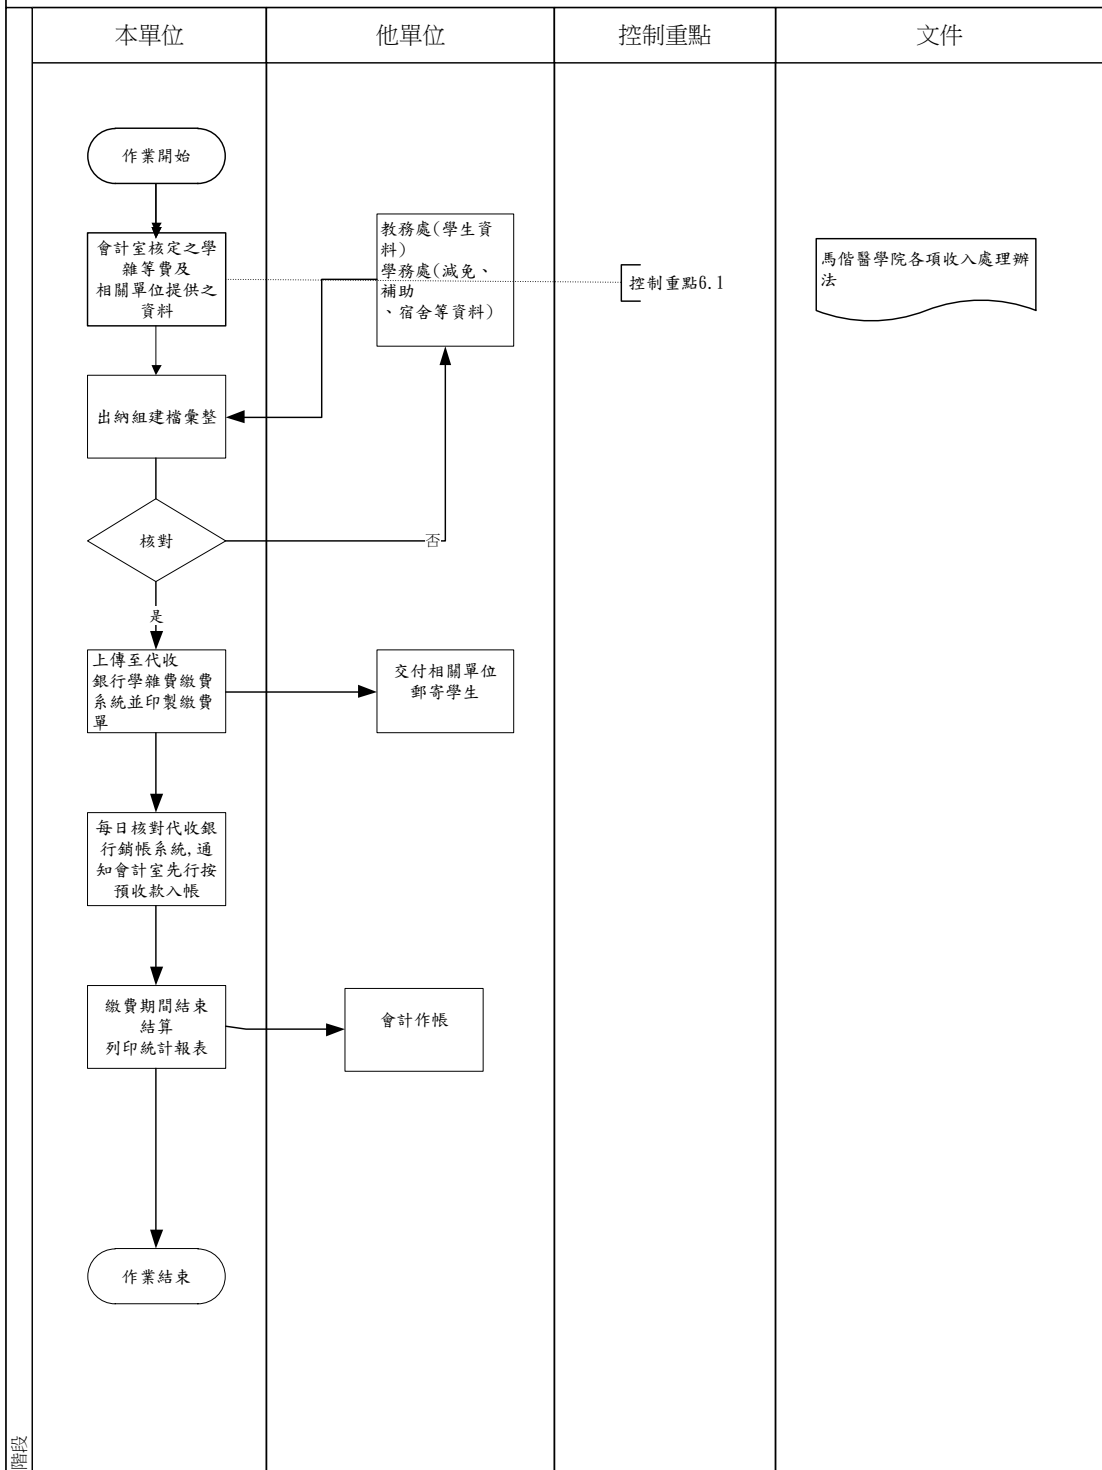 本單位
他單位
控制重點
文件
作業開始
會計室核定之學
雜等費及
相關單位提供之
資料
教務處(學生資
料)
學務處(減免、
補助
、宿舍等資料)
控制重點6.1
馬偕醫學院各項收入處理辦
法
出納組建檔彙整
核對
否
是
上傳至代收
銀行學雜費繳費
系統並印製繳費
單
交付相關單位
郵寄學生
每日核對代收銀
行銷帳系統,通
知會計室先行按
預收款入帳
繳費期間結束
結算
列印統計報表
會計作帳
作業結束
階段